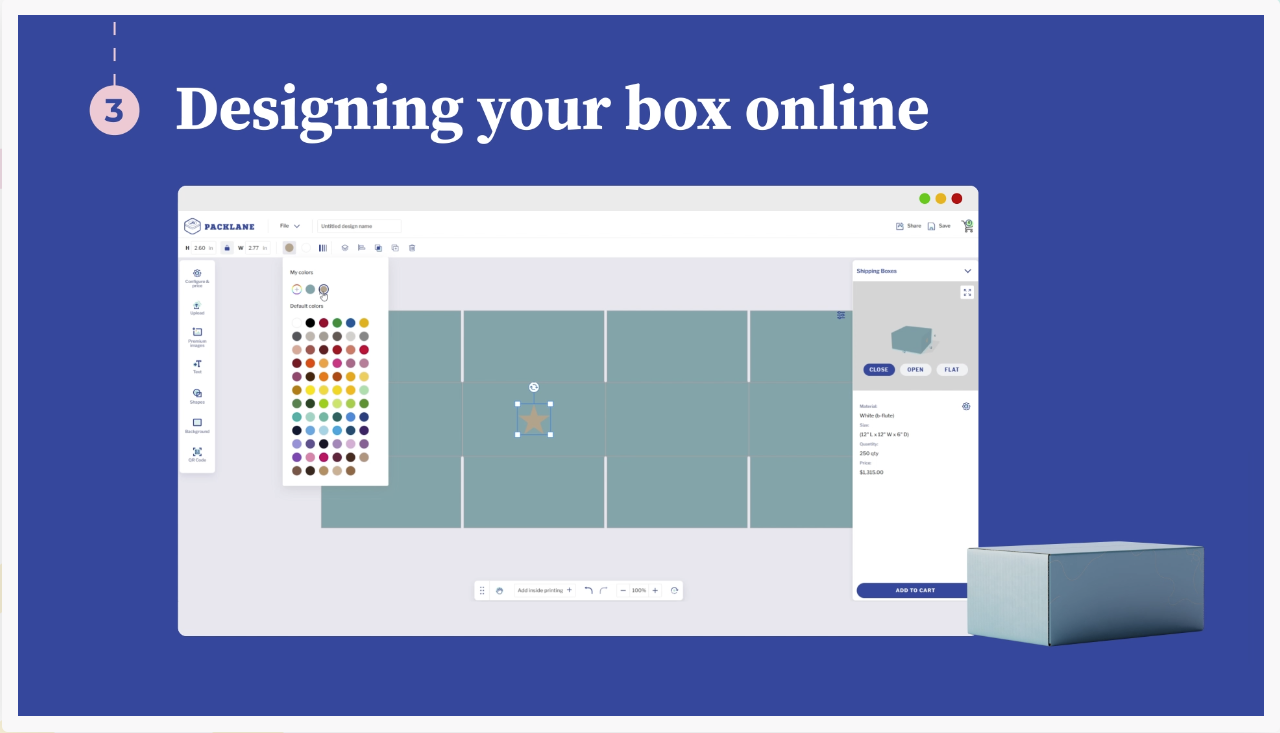 3
Designing your box online
PACKLANE
File
Untitled design name
Share
Save
H 2.60 in
W 2.77 in
Configure & price
Upload
Premium images
Text
Shapes
Background
QR Code
My colors
Default colors
Shipping Boxes
CLOSE
OPEN
FLAT
Material:
White (b-flute)
Size:
(12" L x 12" W x 6" D)
Quantity:
250 qty
Price:
$1,315.00
Add inside printing +
− 100% +
ADD TO CART